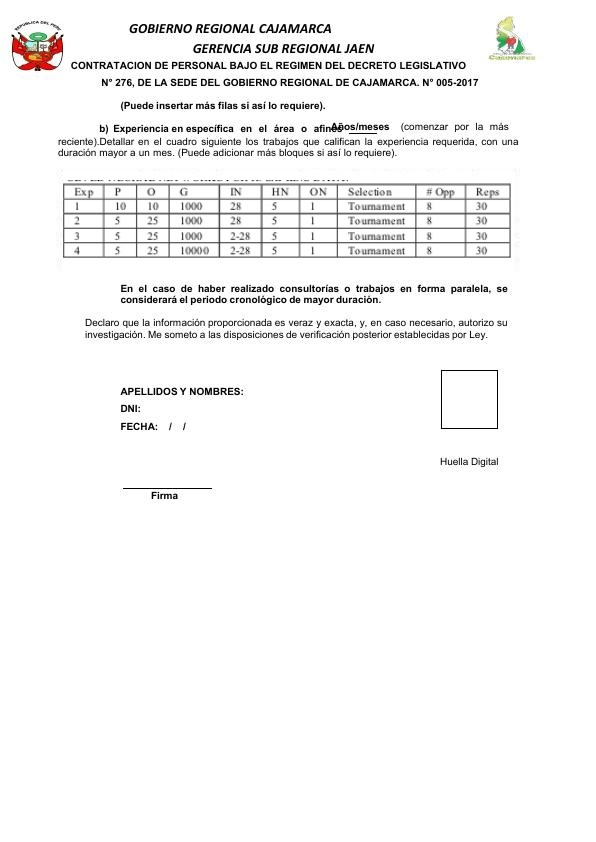 REPUBLICA DEL PERU
GOBIERNO REGIONAL CAJAMARCA
GERENCIA SUB REGIONAL JAEN
CONTRATACION DE PERSONAL BAJO EL REGIMEN DEL DECRETO LEGISLATIVO
N° 276, DE LA SEDE DEL GOBIERNO REGIONAL DE CAJAMARCA. N° 005-2017
Cajamarca
(Puede insertar más filas si así lo requiere).
b) Experiencia en específica en el área o afines Años/meses (comenzar por la más
reciente).Detallar en el cuadro siguiente los trabajos que califican la experiencia requerida, con una
duración mayor a un mes. (Puede adicionar más bloques si así lo requiere).
Exp P O G IN HN ON Selection # Opp Reps
1 10 10 1000 28 5 1 Tournament 8 30
2 5 25 1000 28 5 1 Tournament 8 30
3 5 25 1000 2-28 5 1 Tournament 8 30
4 5 25 10000 2-28 5 1 Tournament 8 30
En el caso de haber realizado consultorías o trabajos en forma paralela, se
considerará el periodo cronológico de mayor duración.
Declaro que la información proporcionada es veraz y exacta, y, en caso necesario, autorizo su
investigación. Me someto a las disposiciones de verificación posterior establecidas por Ley.
APELLIDOS Y NOMBRES:
DNI:
FECHA: / /
Huella Digital
Firma